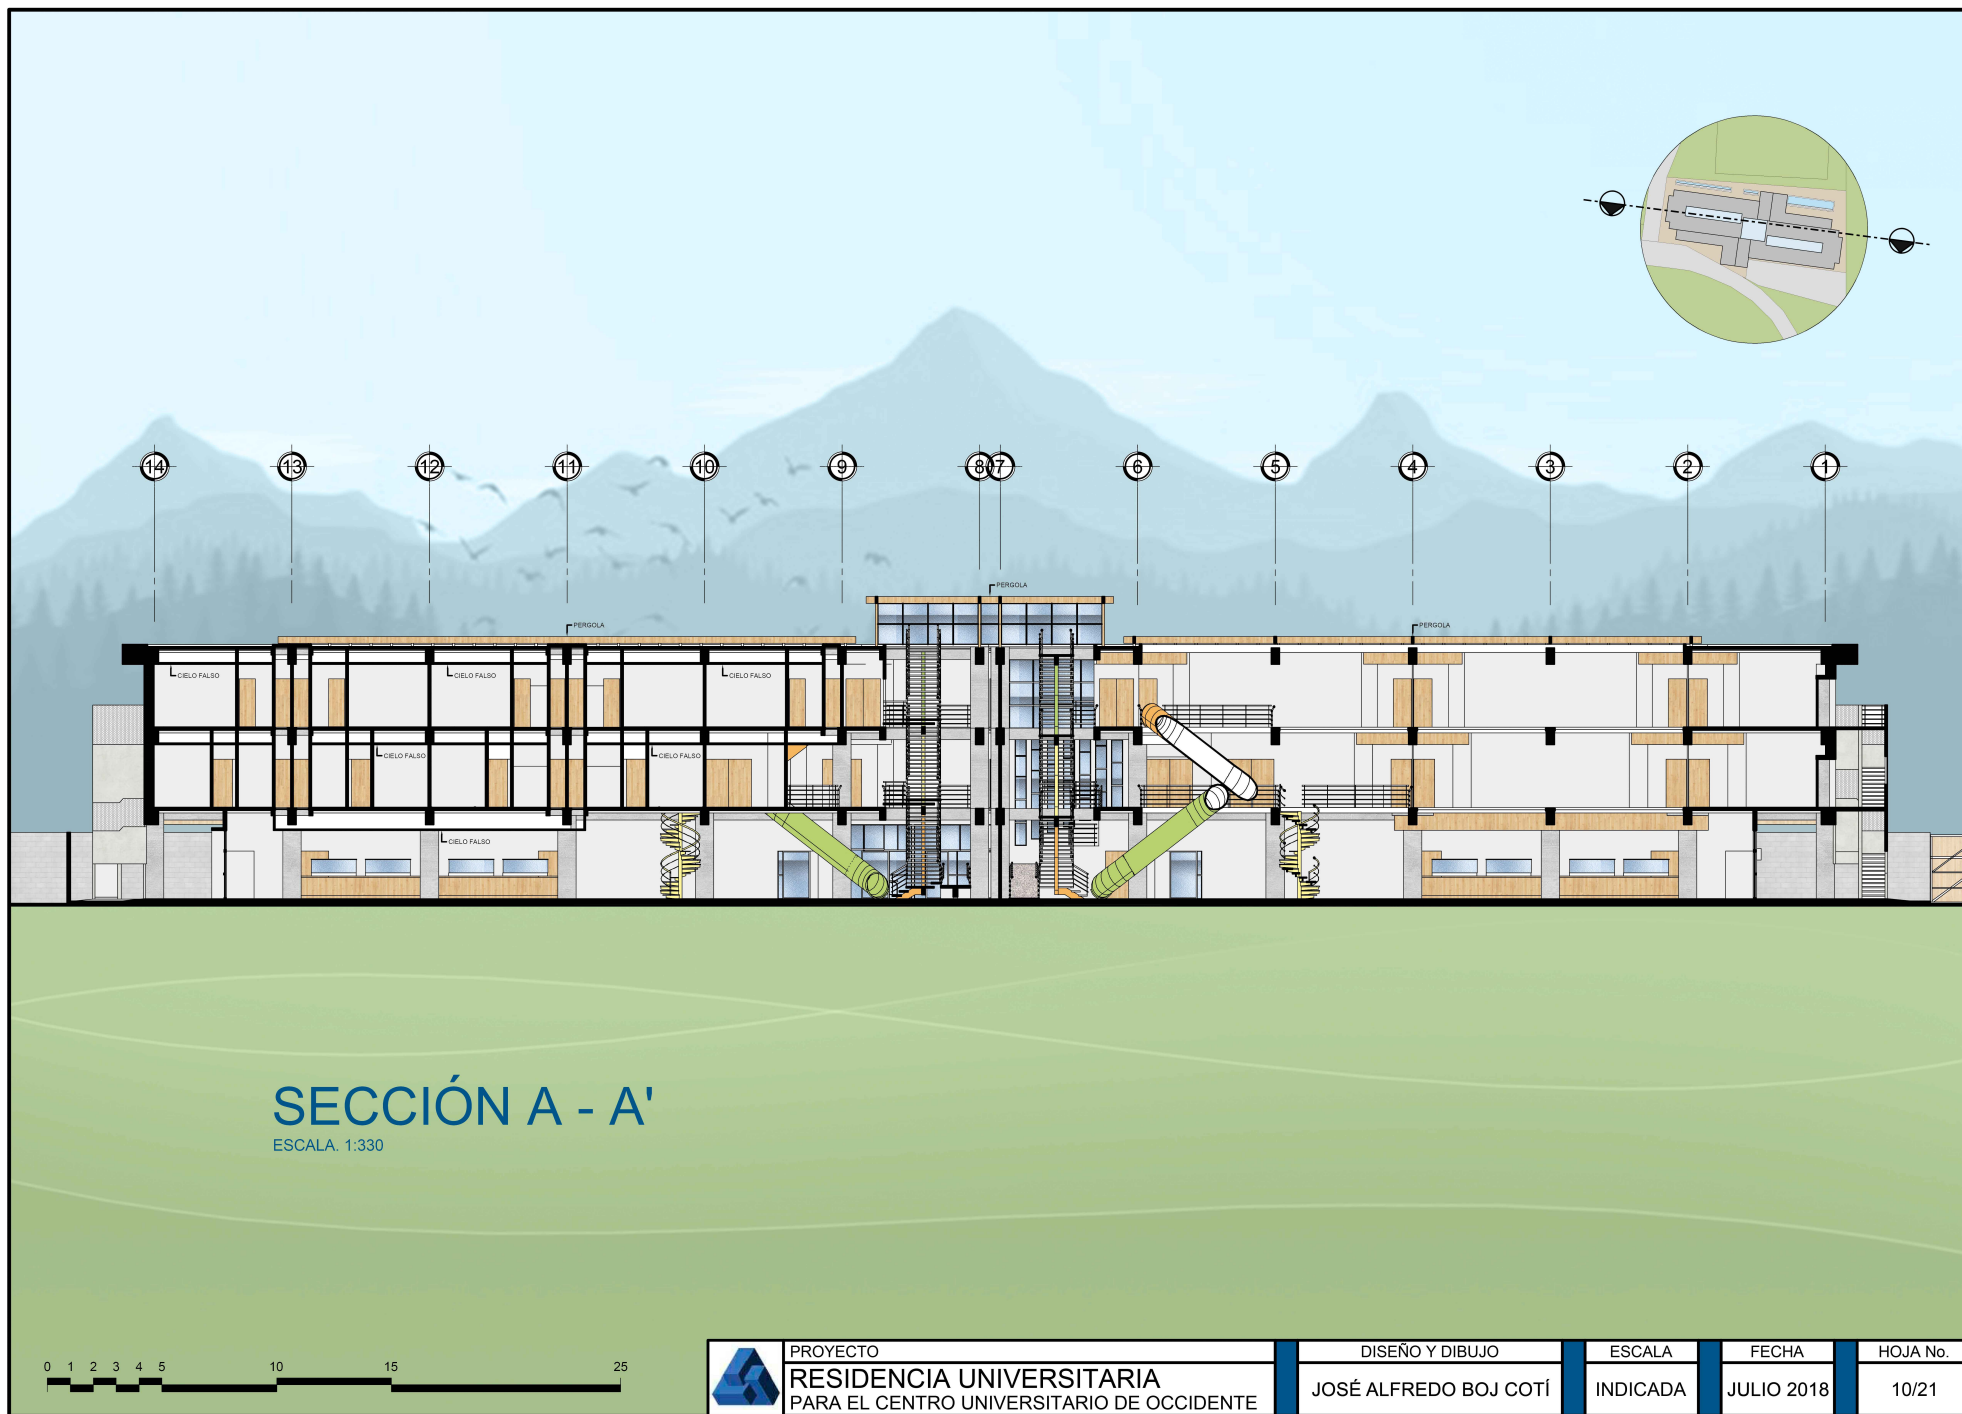 14 13 12 11 10 9 8 7 6 5 4 3 2 1
PERGOLA
PERGOLA
PERGOLA
CIELO FALSO
CIELO FALSO
CIELO FALSO
CIELO FALSO
CIELO FALSO
CIELO FALSO
SECCIÓN A - A'
ESCALA. 1:330
0 1 2 3 4 5 10 15 25
PROYECTO
RESIDENCIA UNIVERSITARIA
PARA EL CENTRO UNIVERSITARIO DE OCCIDENTE
DISEÑO Y DIBUJO
JOSÉ ALFREDO BOJ COTÍ
ESCALA
INDICADA
FECHA
JULIO 2018
HOJA No.
10/21